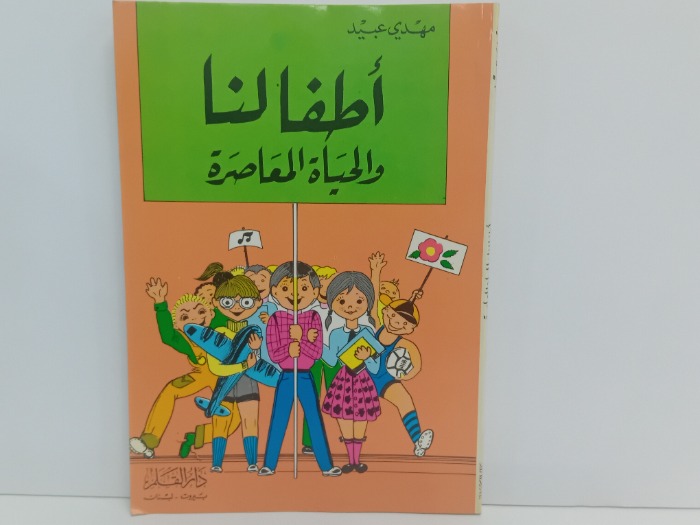 مهدي عبيد
أطفالنا
والحياة المعاصرة
دار القلم
بيروت - لبنان